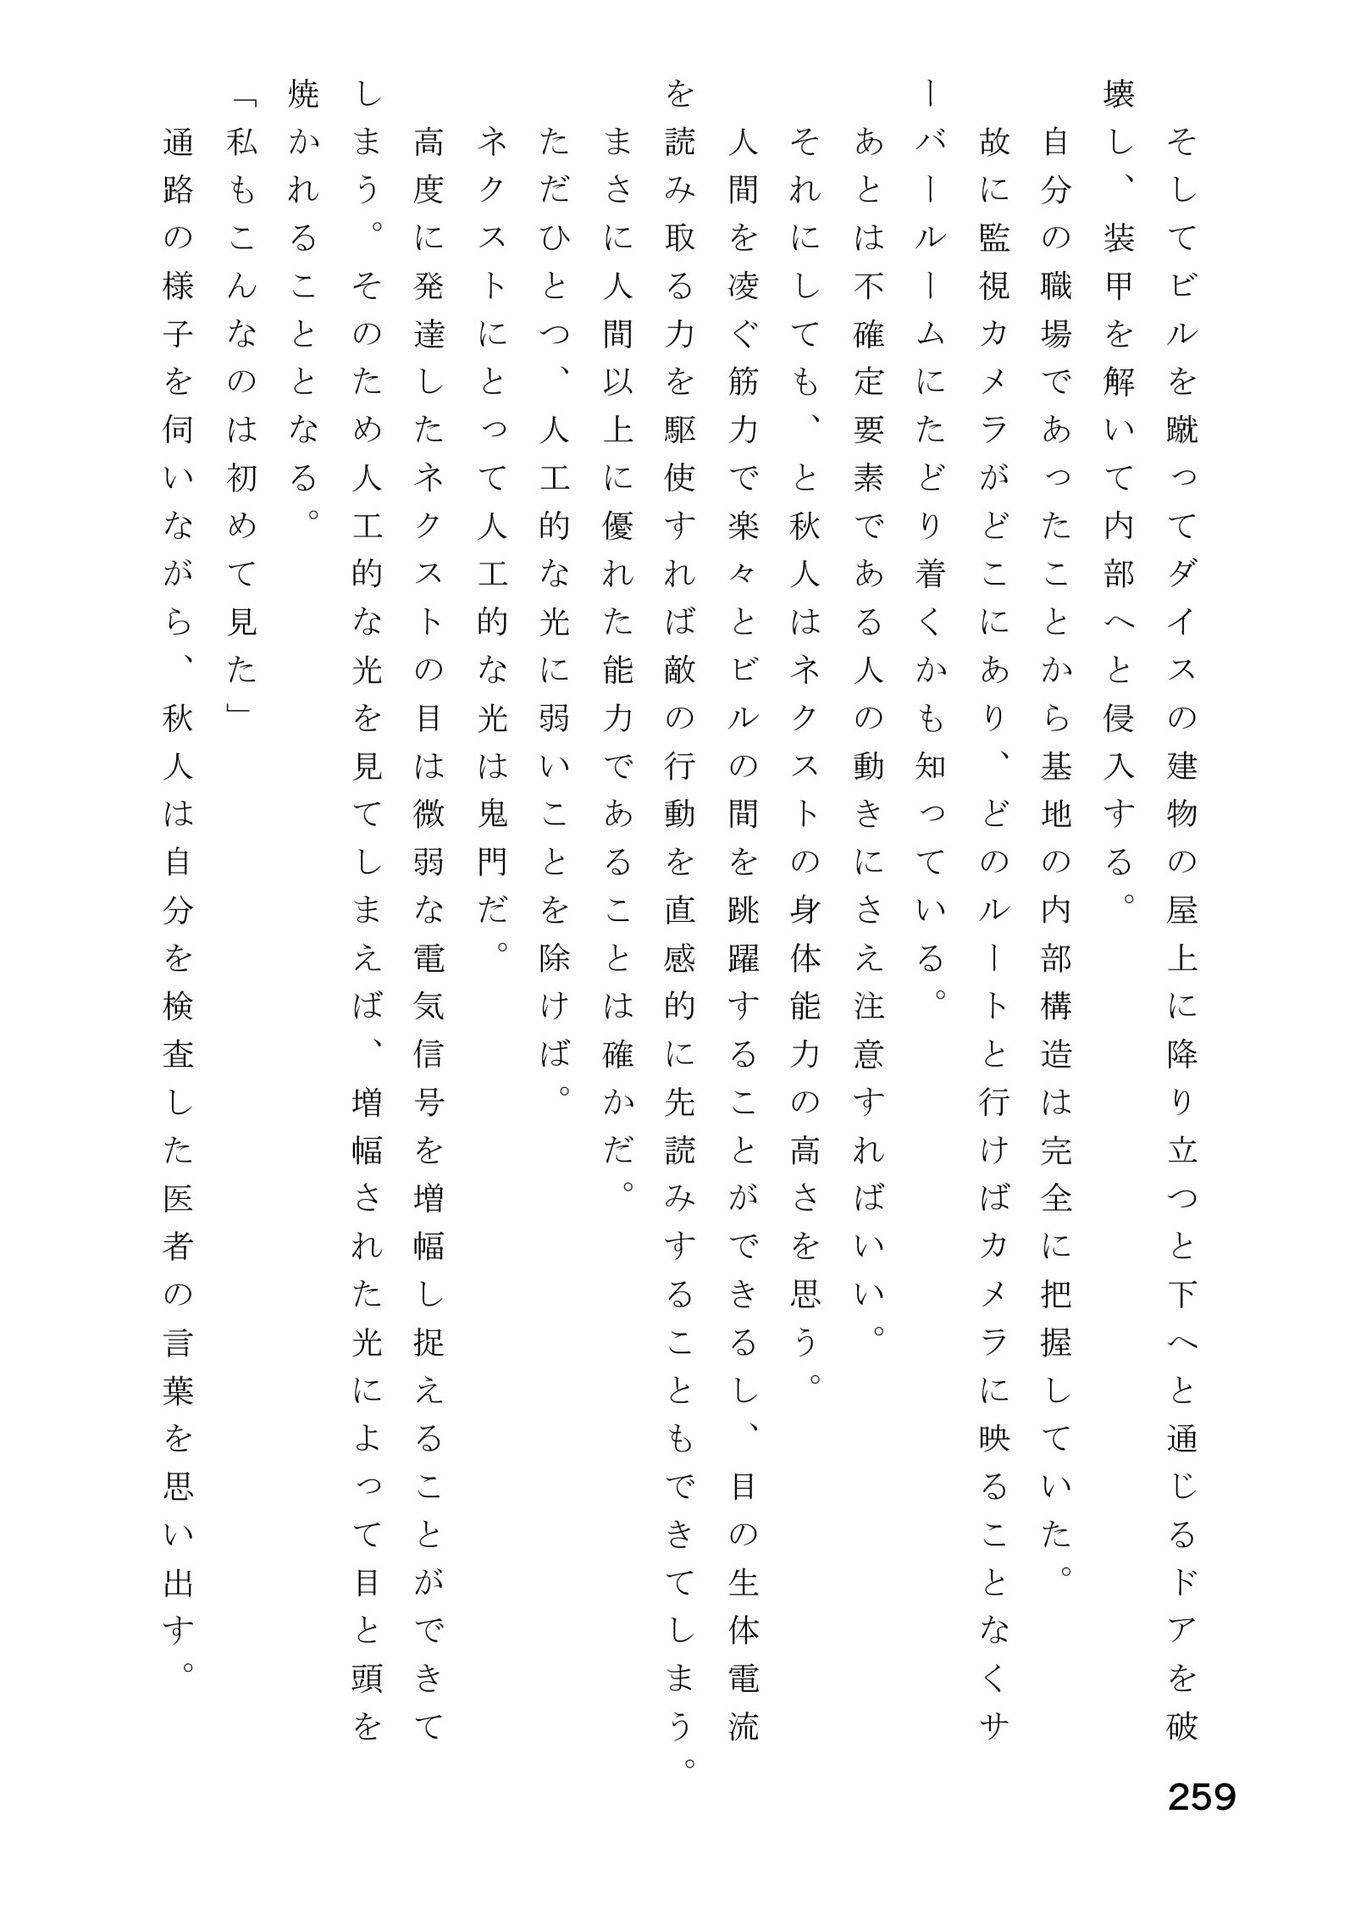 そしてビルを蹴ってダイスの建物の屋上に降り立つと下へと通じるドアを破
壊し、装甲を解いて内部へと侵入する。
　自分の職場であったことから基地の内部構造は完全に把握していた。
　故に監視カメラがどこにあり、どのルートと行けばカメラに映ることなくサ
ーバールームにたどり着くかも知っている。
　あとは不確定要素である人の動きにさえ注意すればいい。
　それにしても、と秋人はネクストの身体能力の高さを思う。
　人間を凌ぐ筋力で楽々とビルの間を跳躍することができるし、目の生体電流
を読み取る力を駆使すれば敵の行動を直感的に先読みすることもできてしまう。
　まさに人間以上に優れた能力であることは確かだ。
　ただひとつ、人工的な光に弱いことを除けば。
　ネクストにとって人工的な光は鬼門だ。
　高度に発達したネクストの目は微弱な電気信号を増幅し捉えることができて
しまう。そのため人工的な光を見てしまえば、増幅された光によって目と頭を
焼かれることとなる。
「私もこんなのは初めて見た」
　通路の様子を伺いながら、秋人は自分を検査した医者の言葉を思い出す。
259